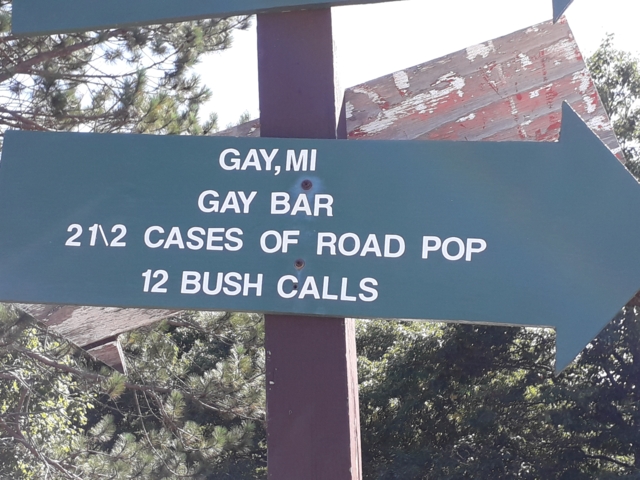 GAY, MI
GAY BAR
2 1\2 CASES OF ROAD POP
12 BUSH CALLS